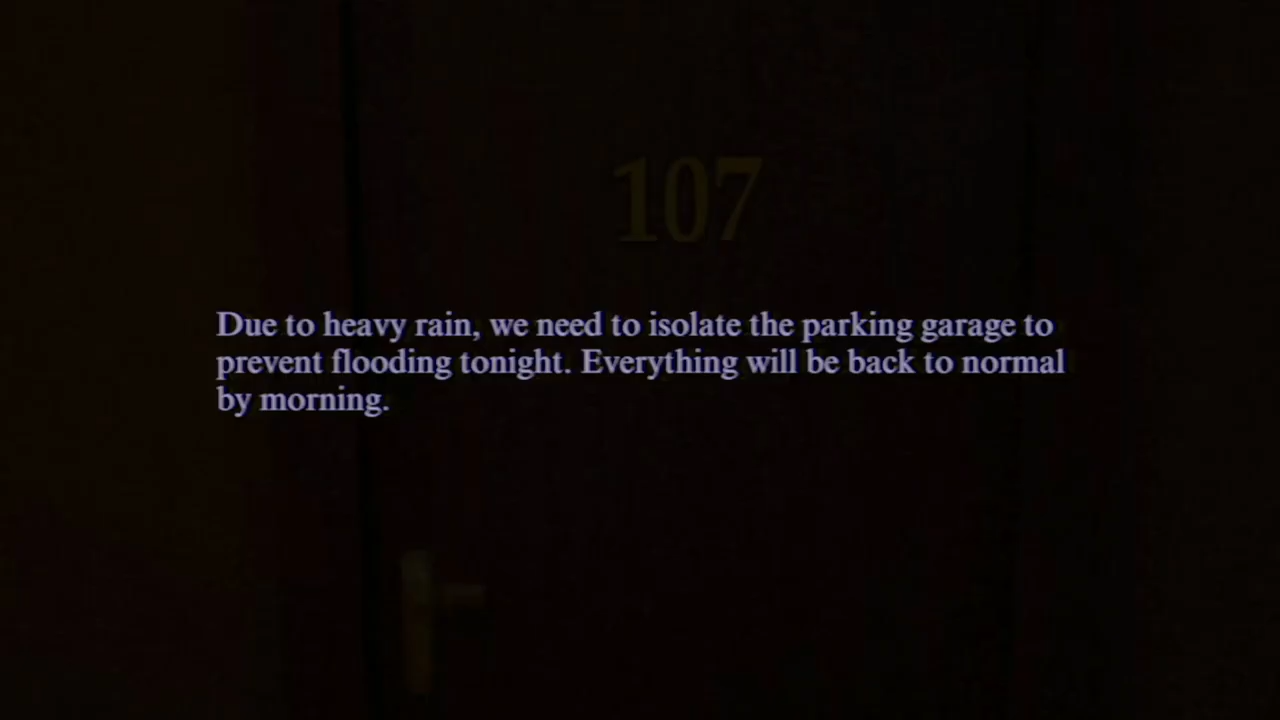 107
Due to heavy rain, we need to isolate the parking garage to
prevent flooding tonight. Everything will be back to normal
by morning.